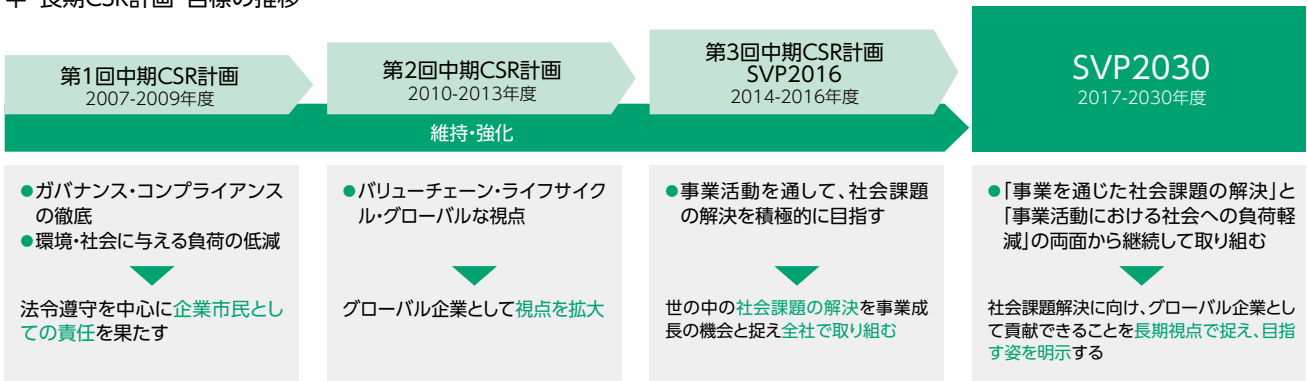 中・長期CSR計画・目標の推移
第1回中期CSR計画
2007-2009年度
第2回中期CSR計画
2010-2013年度
第3回中期CSR計画
SVP2016
2014-2016年度
SVP2030
2017-2030年度
維持・強化
●ガバナンス・コンプライアンス
の徹底
●環境・社会に与える負荷の低減
法令遵守を中心に企業市民とし
ての責任を果たす
●バリューチェーン・ライフサイク
ル・グローバルな視点
グローバル企業として視点を拡大
●事業活動を通して、社会課題
の解決を積極的に目指す
世の中の社会課題の解決を事業成
長の機会と捉え全社で取り組む
●「事業を通じた社会課題の解決」と
「事業活動における社会への負荷軽
減」の両面から継続して取り組む
社会課題解決に向け、グローバル企業とし
て貢献できることを長期視点で捉え、目指
す姿を明示する